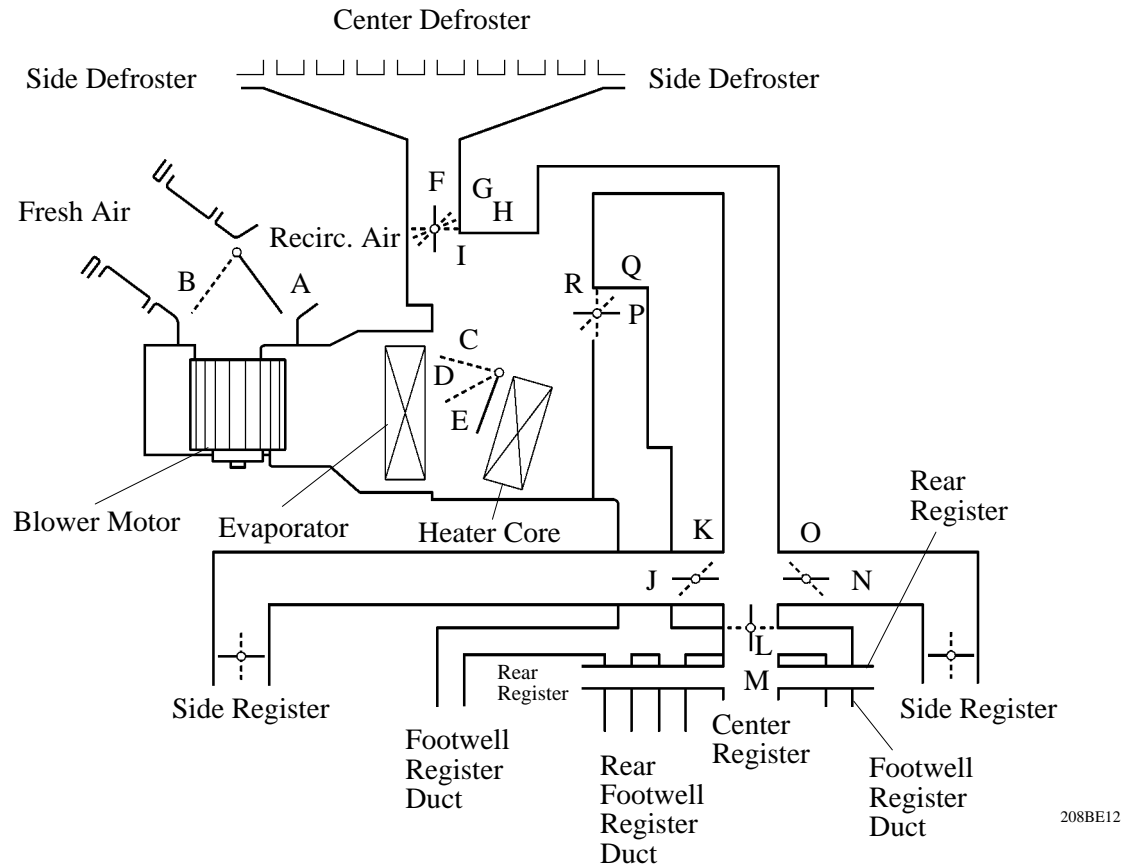 Center Defroster
Side Defroster
Side Defroster
F
G
H
Fresh Air
Recirc. Air
I
B
A
R
Q
P
C
D
E
Blower Motor
Evaporator
Heater Core
Rear
Register
K
O
J
N
L
M
Rear
Register
Side Register
Footwell
Register
Duct
Rear
Footwell
Register
Duct
Center
Register
Side Register
Footwell
Register
Duct
208BE12